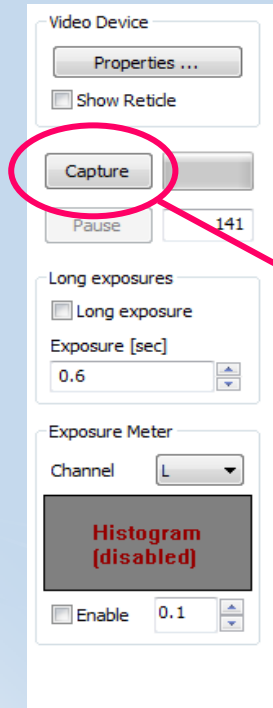 Video Device
Properties ...
Show Reticle
Capture
Pause 141
Long exposures
Long exposure
Exposure [sec]
0.6
Exposure Meter
Channel L
Histogram
(disabled)
Enable 0.1